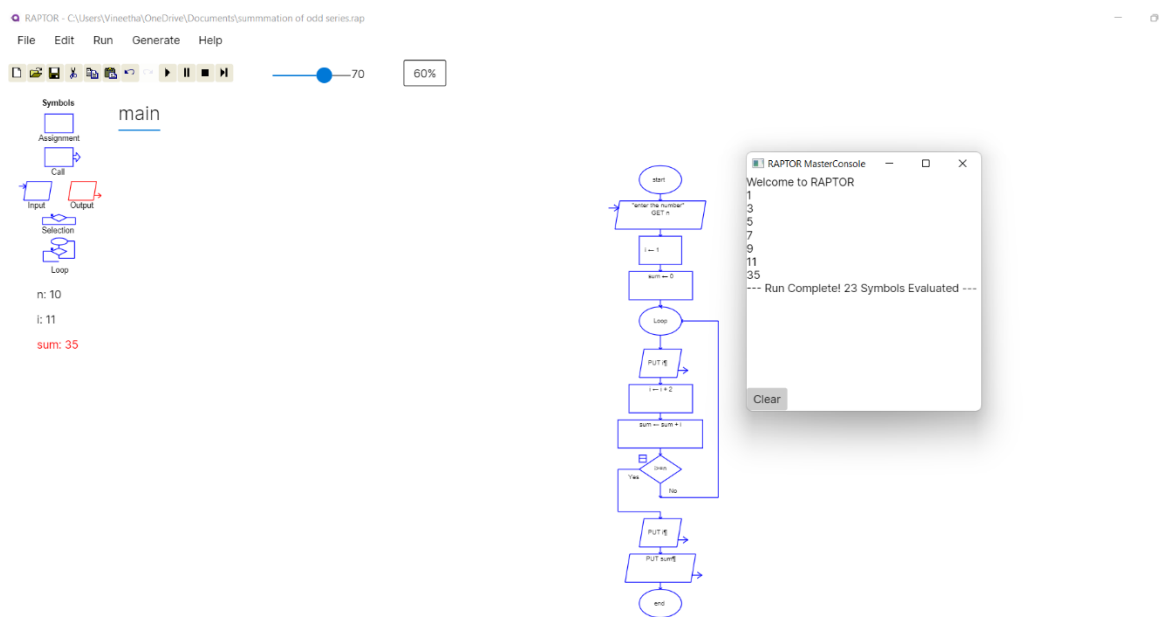 RAPTOR - C:\Users\Vineetha\OneDrive\Documents\summmation of odd series.rap
File Edit Run Generate Help
70
60%
Symbols
Assignment
Call
Input Output
Selection
Loop
n: 10
i: 11
sum: 35
main
start
"enter the number"
GET n
i ← 1
sum ← 0
Loop
PUT i¶
i ← i + 2
sum ← sum + i
Yes
No
PUT i¶
PUT sum¶
end
RAPTOR MasterConsole
Welcome to RAPTOR
1
3
5
7
9
11
35
--- Run Complete! 23 Symbols Evaluated ---
Clear